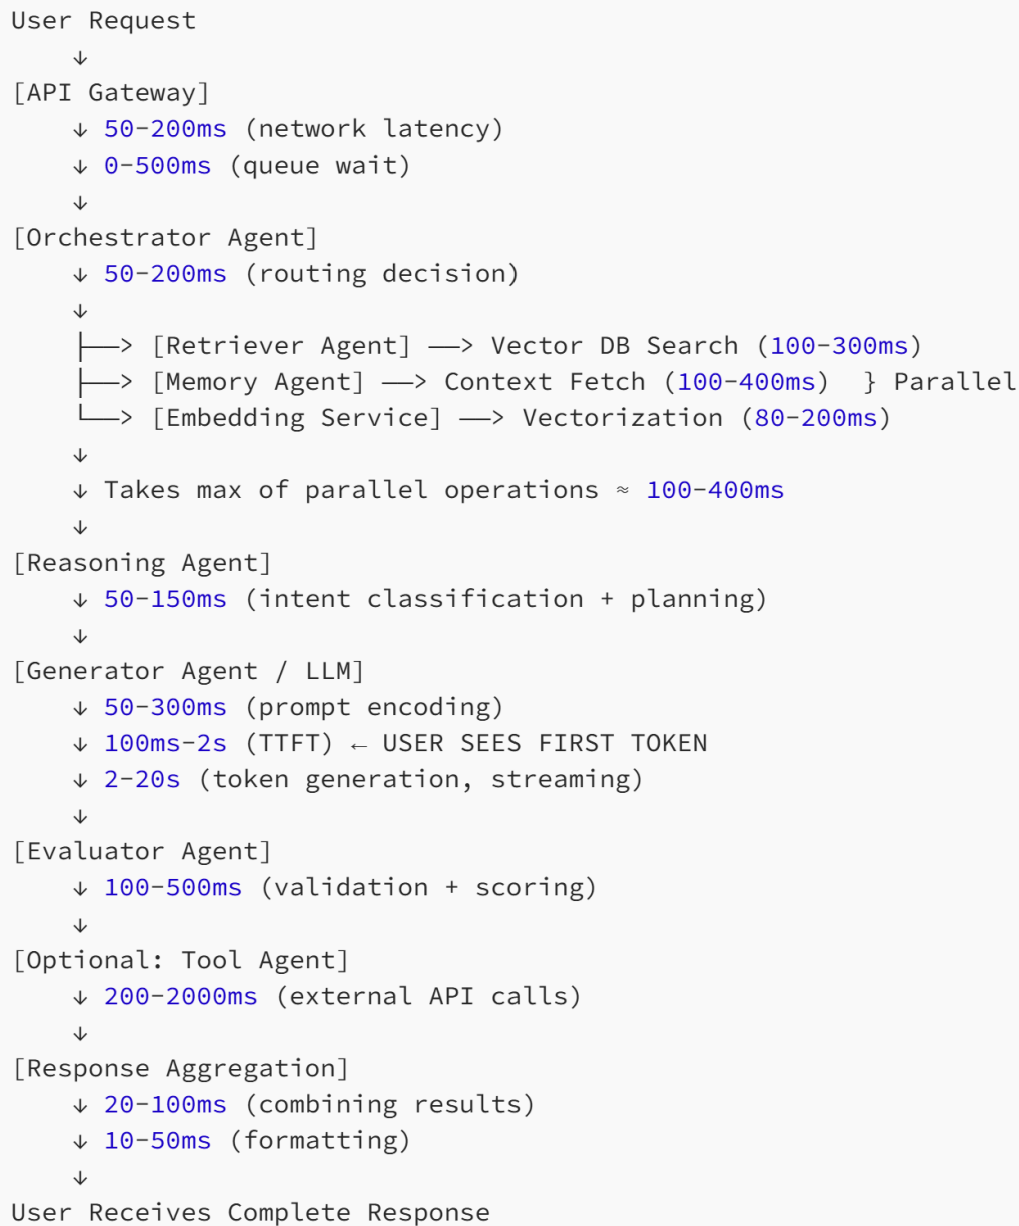 User Request
    ↓
[API Gateway]
    ↓ 50-200ms (network latency)
    ↓ 0-500ms (queue wait)
    ↓
[Orchestrator Agent]
    ↓ 50-200ms (routing decision)
    ↓
    ├──> [Retriever Agent] ──> Vector DB Search (100-300ms)
    ├──> [Memory Agent] ──> Context Fetch (100-400ms)  } Parallel
    └──> [Embedding Service] ──> Vectorization (80-200ms)
    ↓
    ↓ Takes max of parallel operations ≈ 100-400ms
    ↓
[Reasoning Agent]
    ↓ 50-150ms (intent classification + planning)
    ↓
[Generator Agent / LLM]
    ↓ 50-300ms (prompt encoding)
    ↓ 100ms-2s (TTFT) ← USER SEES FIRST TOKEN
    ↓ 2-20s (token generation, streaming)
    ↓
[Evaluator Agent]
    ↓ 100-500ms (validation + scoring)
    ↓
[Optional: Tool Agent]
    ↓ 200-2000ms (external API calls)
    ↓
[Response Aggregation]
    ↓ 20-100ms (combining results)
    ↓ 10-50ms (formatting)
    ↓
User Receives Complete Response